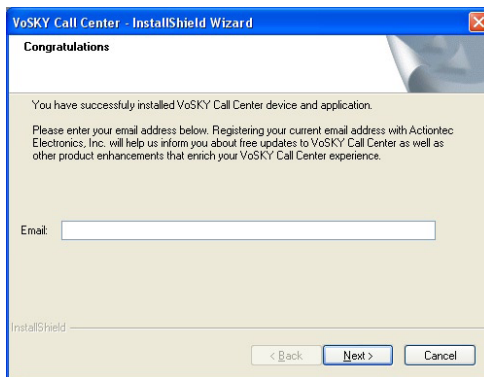 VoSKY Call Center - InstallShield Wizard
Congratulations
You have successfuly installed VoSKY Call Center device and application.
Please enter your email address below. Registering your current email address with Actiontec
Electronics, Inc. will help us inform you about free updates to VoSKY Call Center as well as
other product enhancements that enrich your VoSKY Call Center experience.
Email:
InstallShield
< Back
Next >
Cancel